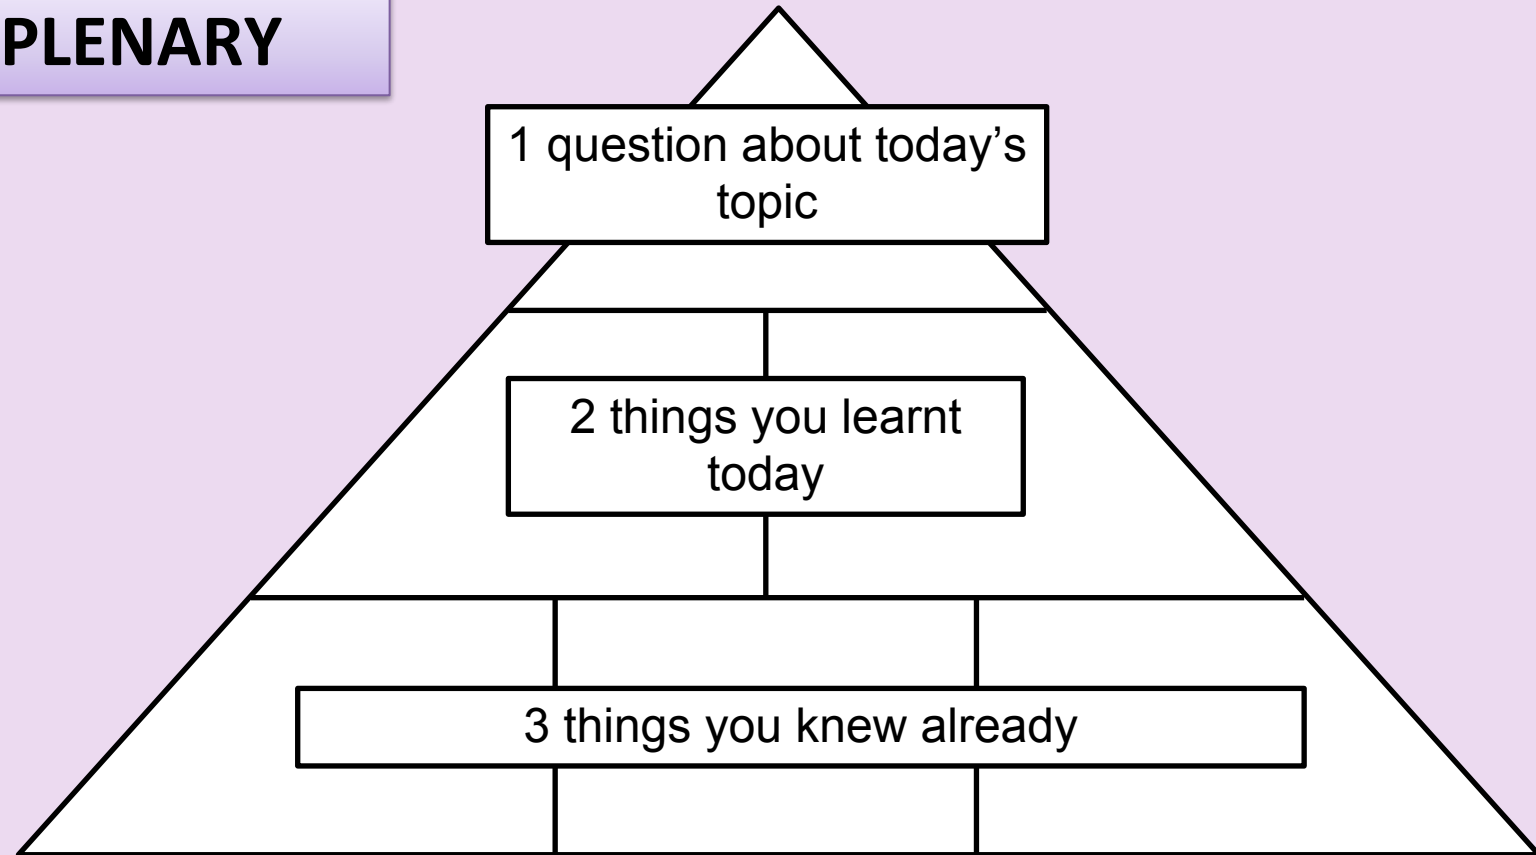 PLENARY
1 question about today’s
topic
2 things you learnt
today
3 things you knew already